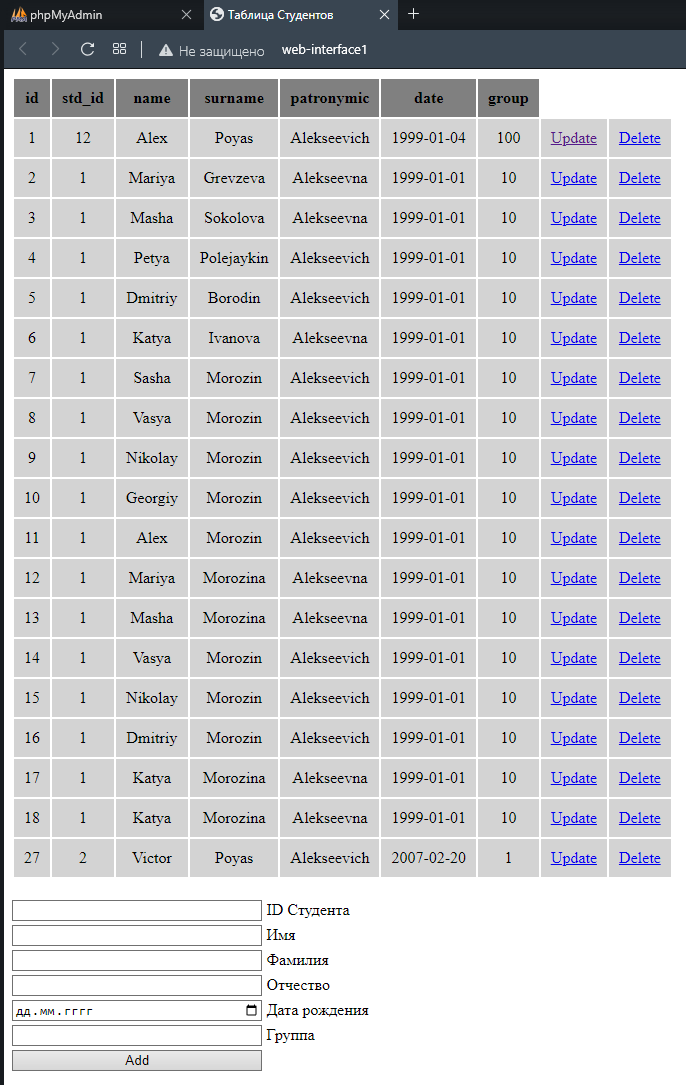 phpMyAdmin Таблица Студентов
Не защищено web-interface1
id std_id name surname patronymic date group
1 12 Alex Poyas Alekseevich 1999-01-04 100 Update Delete
2 1 Mariya Grevzeva Alekseevna 1999-01-01 10 Update Delete
3 1 Masha Sokolova Alekseevna 1999-01-01 10 Update Delete
4 1 Petya Polejaykin Alekseevich 1999-01-01 10 Update Delete
5 1 Dmitriy Borodin Alekseevich 1999-01-01 10 Update Delete
6 1 Katya Ivanova Alekseevna 1999-01-01 10 Update Delete
7 1 Sasha Morozin Alekseevich 1999-01-01 10 Update Delete
8 1 Vasya Morozin Alekseevich 1999-01-01 10 Update Delete
9 1 Nikolay Morozin Alekseevich 1999-01-01 10 Update Delete
10 1 Georgiy Morozin Alekseevich 1999-01-01 10 Update Delete
11 1 Alex Morozin Alekseevich 1999-01-01 10 Update Delete
12 1 Mariya Morozina Alekseevna 1999-01-01 10 Update Delete
13 1 Masha Morozina Alekseevna 1999-01-01 10 Update Delete
14 1 Vasya Morozin Alekseevich 1999-01-01 10 Update Delete
15 1 Nikolay Morozin Alekseevich 1999-01-01 10 Update Delete
16 1 Dmitriy Morozin Alekseevich 1999-01-01 10 Update Delete
17 1 Katya Morozina Alekseevna 1999-01-01 10 Update Delete
18 1 Katya Morozina Alekseevna 1999-01-01 10 Update Delete
27 2 Victor Poyas Alekseevich 2007-02-20 1 Update Delete
ID Студента
Имя
Фамилия
Отчество
дд.мм.гггг Дата рождения
Группа
Add